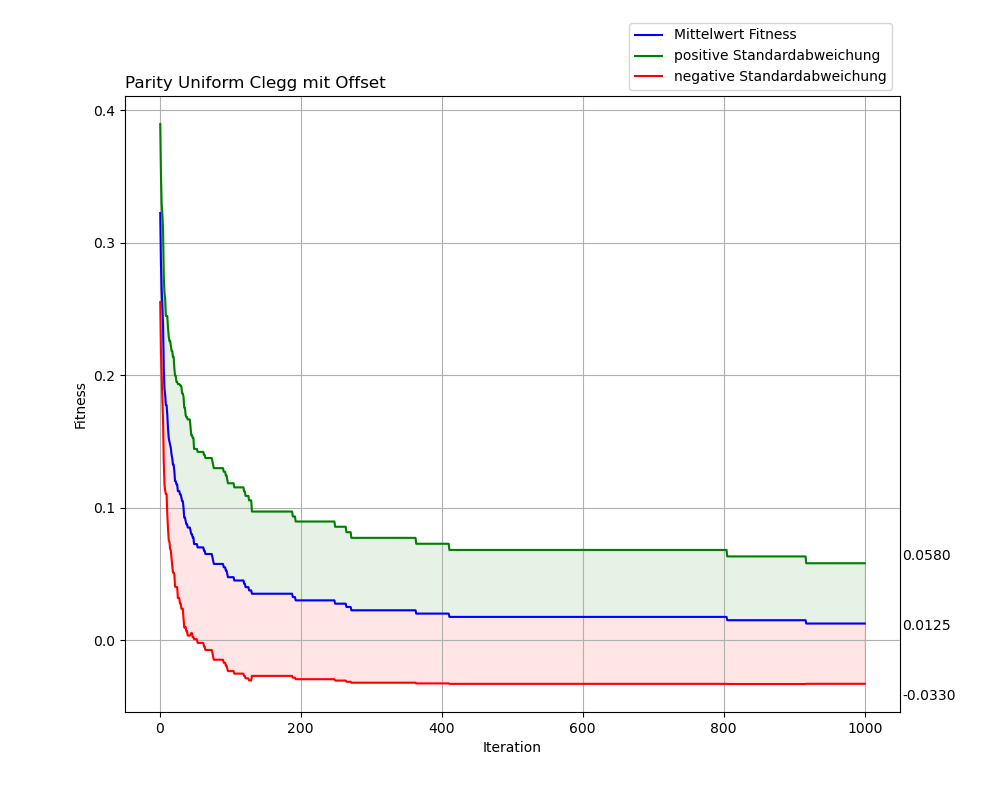 Mittelwert Fitness
positive Standardabweichung
negative Standardabweichung
Parity Uniform Clegg mit Offset
0.4
0.3
0.2
0.1
0.0
Fitness
0.0580
0.0125
-0.0330
0 200 400 600 800 1000
Iteration